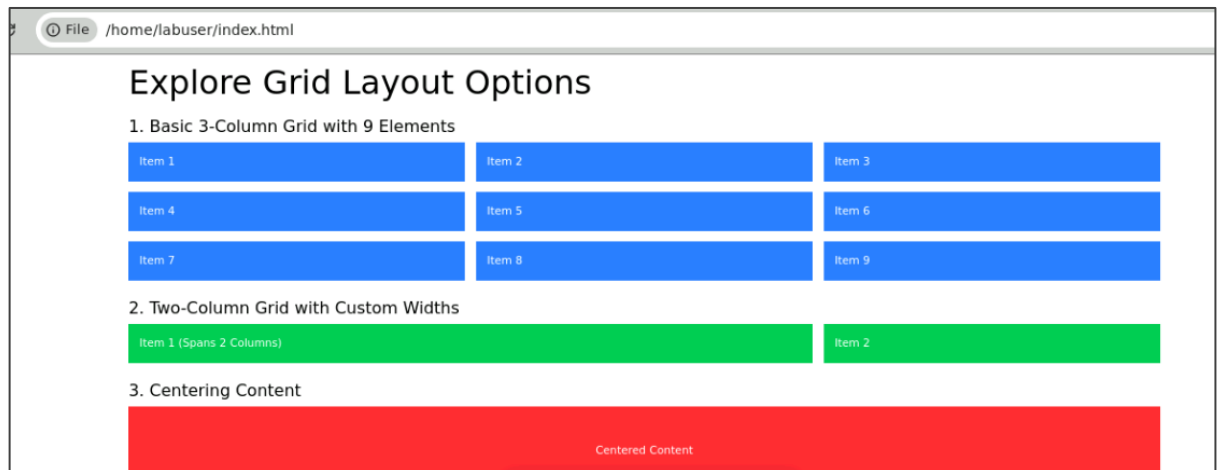 File /home/labuser/index.html
Explore Grid Layout Options
1. Basic 3-Column Grid with 9 Elements
Item 1 Item 2 Item 3
Item 4 Item 5 Item 6
Item 7 Item 8 Item 9
2. Two-Column Grid with Custom Widths
Item 1 (Spans 2 Columns) Item 2
3. Centering Content
Centered Content